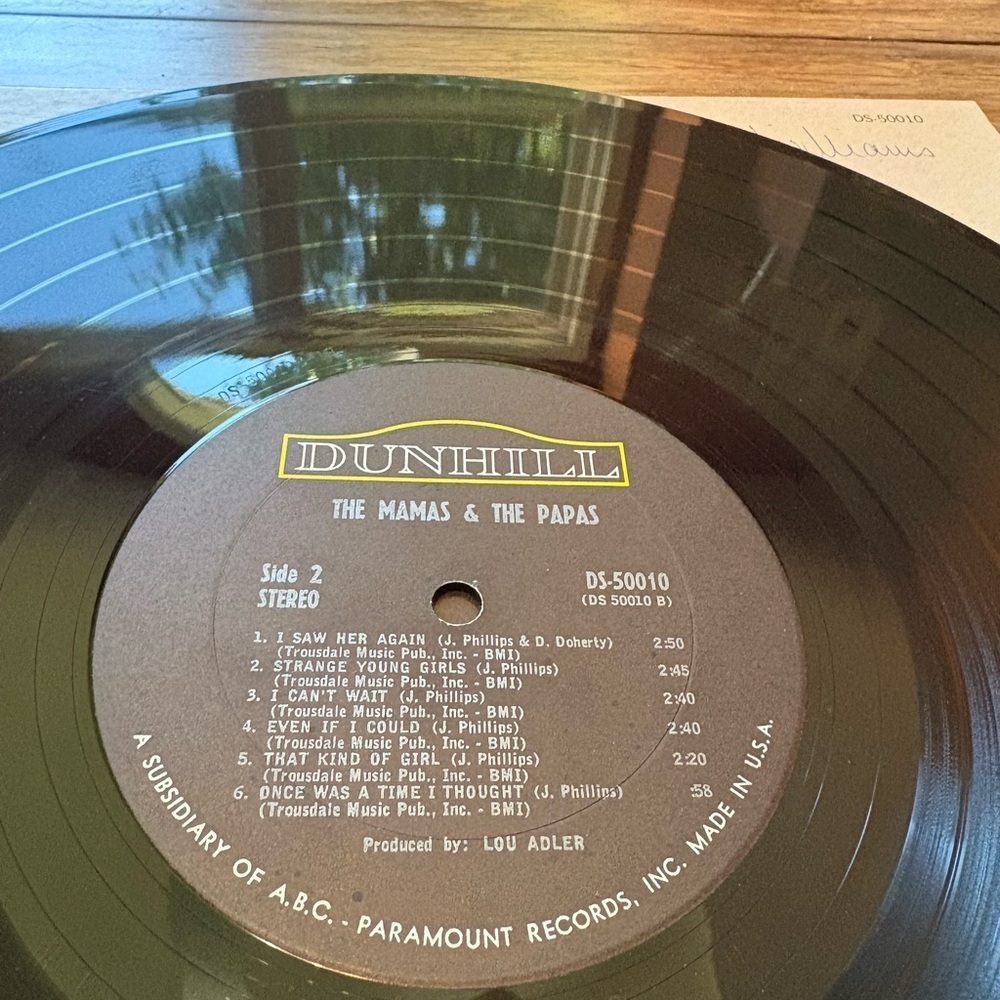 DS-50010
DUNHILL
THE MAMAS & THE PAPAS
Side 2
STEREO
DS-50010
(DS 50010 B)
1. I SAW HER AGAIN (J. Phillips & D. Doherty) 2:50
(Trousdale Music Pub., Inc. - BMI)
2. STRANGE YOUNG GIRLS (J. Phillips) 2:45
(Trousdale Music Pub., Inc. - BMI)
3. I CAN'T WAIT (J. Phillips) 2:40
(Trousdale Music Pub., Inc. - BMI)
4. EVEN IF I COULD (J. Phillips) 2:40
(Trousdale Music Pub., Inc. - BMI)
5. THAT KIND OF GIRL (J. Phillips) 2:20
(Trousdale Music Pub., Inc. - BMI)
6. ONCE WAS A TIME I THOUGHT (J. Phillips) :58
(Trousdale Music Pub., Inc. - BMI)
Produced by: LOU ADLER
A SUBSIDIARY OF A.B.C. - PARAMOUNT RECORDS, INC. MADE IN U.S.A.